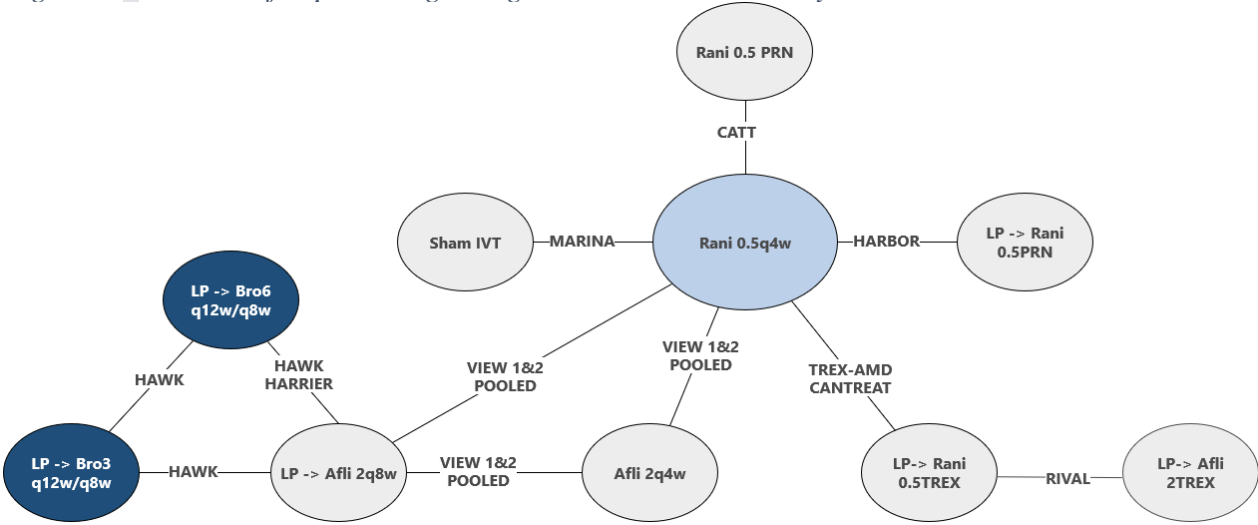 Rani 0.5 PRN
CATT
Sham IVT
MARINA
Rani 0.5q4w
HARBOR
LP -> Rani
0.5PRN
LP -> Bro6
q12w/q8w
HAWK
HAWK
HARRIER
VIEW 1&2
POOLED
VIEW 1&2
POOLED
TREX-AMD
CANTREAT
LP -> Bro3
q12w/q8w
HAWK
LP -> Afli 2q8w
VIEW 1&2
POOLED
Afli 2q4w
LP-> Rani
0.5TREX
RIVAL
LP-> Afli
2TREX